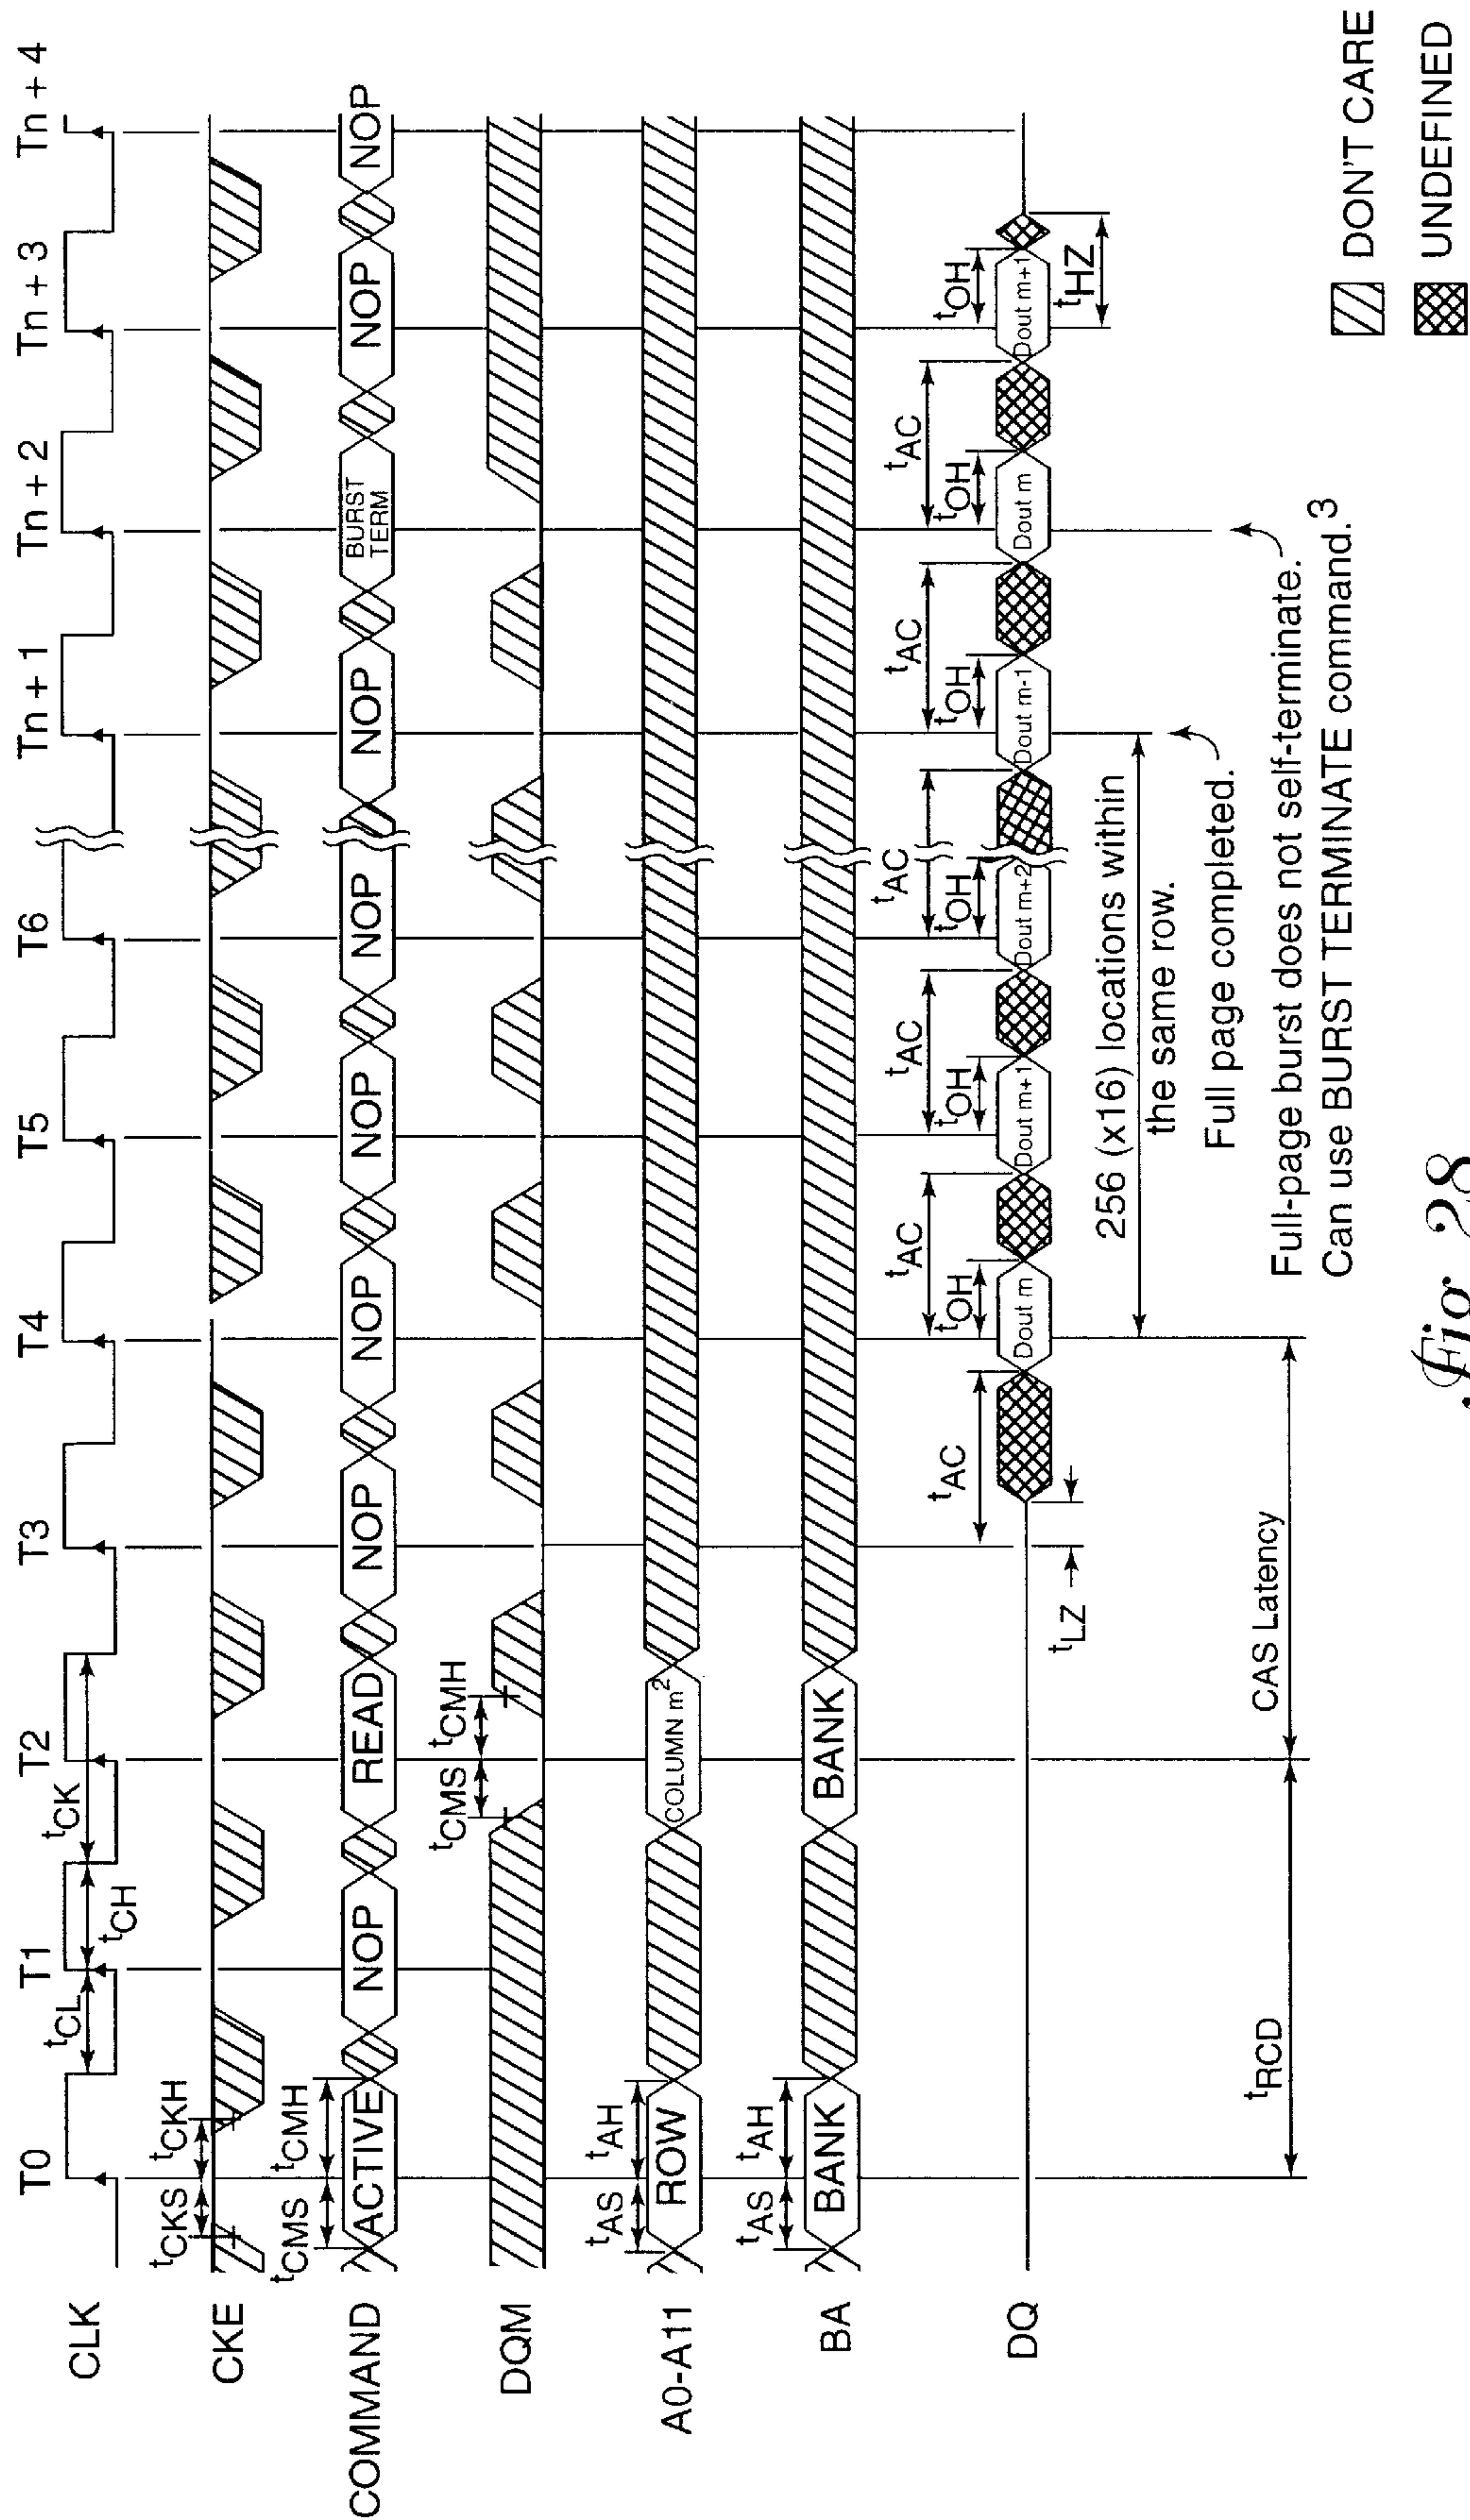 T0 T1 T2 T3 T4 T5 T6 Tn + 1 Tn + 2 Tn + 3 Tn + 4
CLK
tCL tCH tCK
CKE
tCKS tCKH
COMMAND
tCMS tCMH
ACTIVE NOP READ NOP NOP NOP NOP NOP BURST TERM NOP NOP
DQM
tCMS tCMH
A0-A11
tAS tAH
ROW COLUMN m2
BA
tAS tAH
BANK BANK
DQ
tAC tAC tAC tAC tAC tAC
tOH tOH tOH tOH tOH tOH
Dout m Dout m+1 Dout m+2 Dout m-1 Dout m Dout m+1
tLZ
tHZ
256 (x16) locations within
the same row.
Full page completed.
Full-page burst does not self-terminate.
Can use BURST TERMINATE command.3
tRCD CAS Latency
DON'T CARE
UNDEFINED
Fig. 28